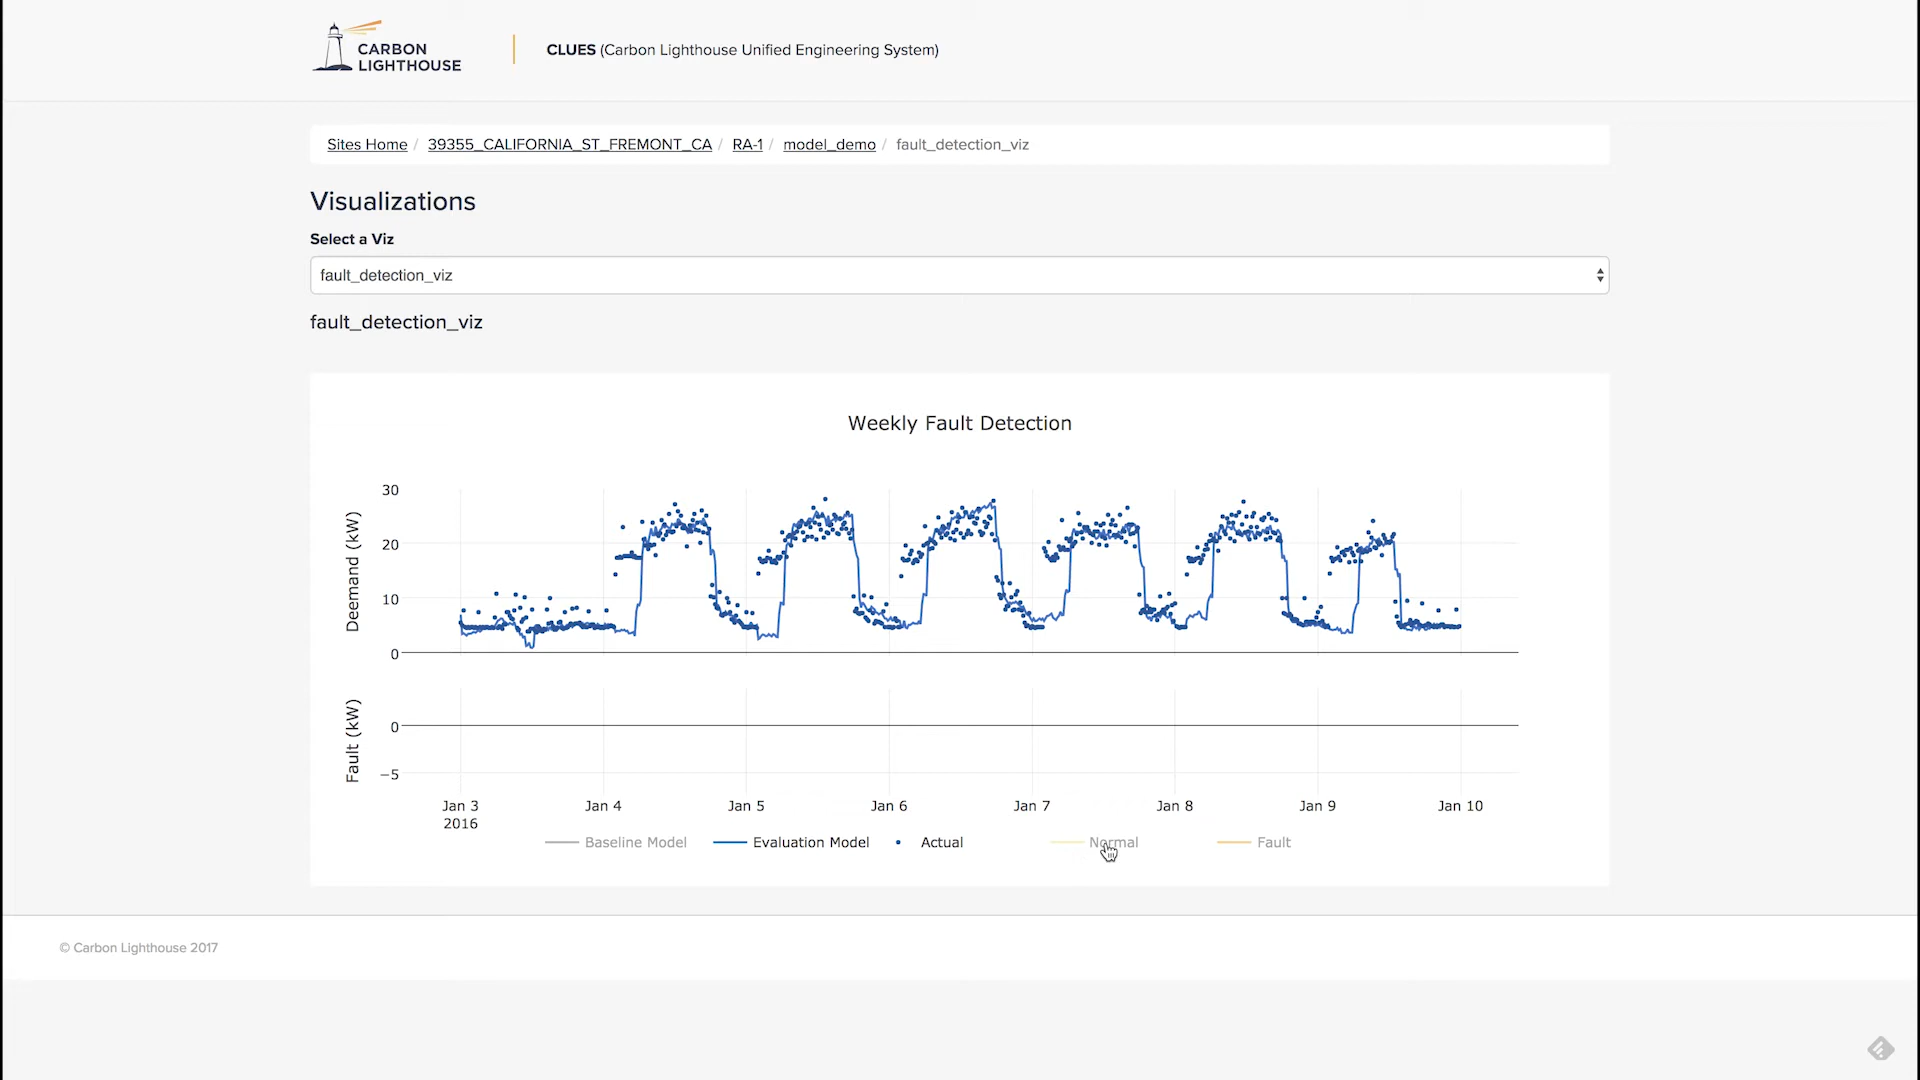 CARBON
LIGHTHOUSE
CLUES (Carbon Lighthouse Unified Engineering System)
Sites Home / 39355_CALIFORNIA_ST_FREMONT_CA / RA-1 / model_demo / fault_detection_viz
Visualizations
Select a Viz
fault_detection_viz
fault_detection_viz
Weekly Fault Detection
Deemand (kW)
30
20
10
0
Fault (kW)
0
−5
Jan 3 Jan 4 Jan 5 Jan 6 Jan 7 Jan 8 Jan 9 Jan 10
2016
Baseline Model Evaluation Model Actual Normal Fault
© Carbon Lighthouse 2017